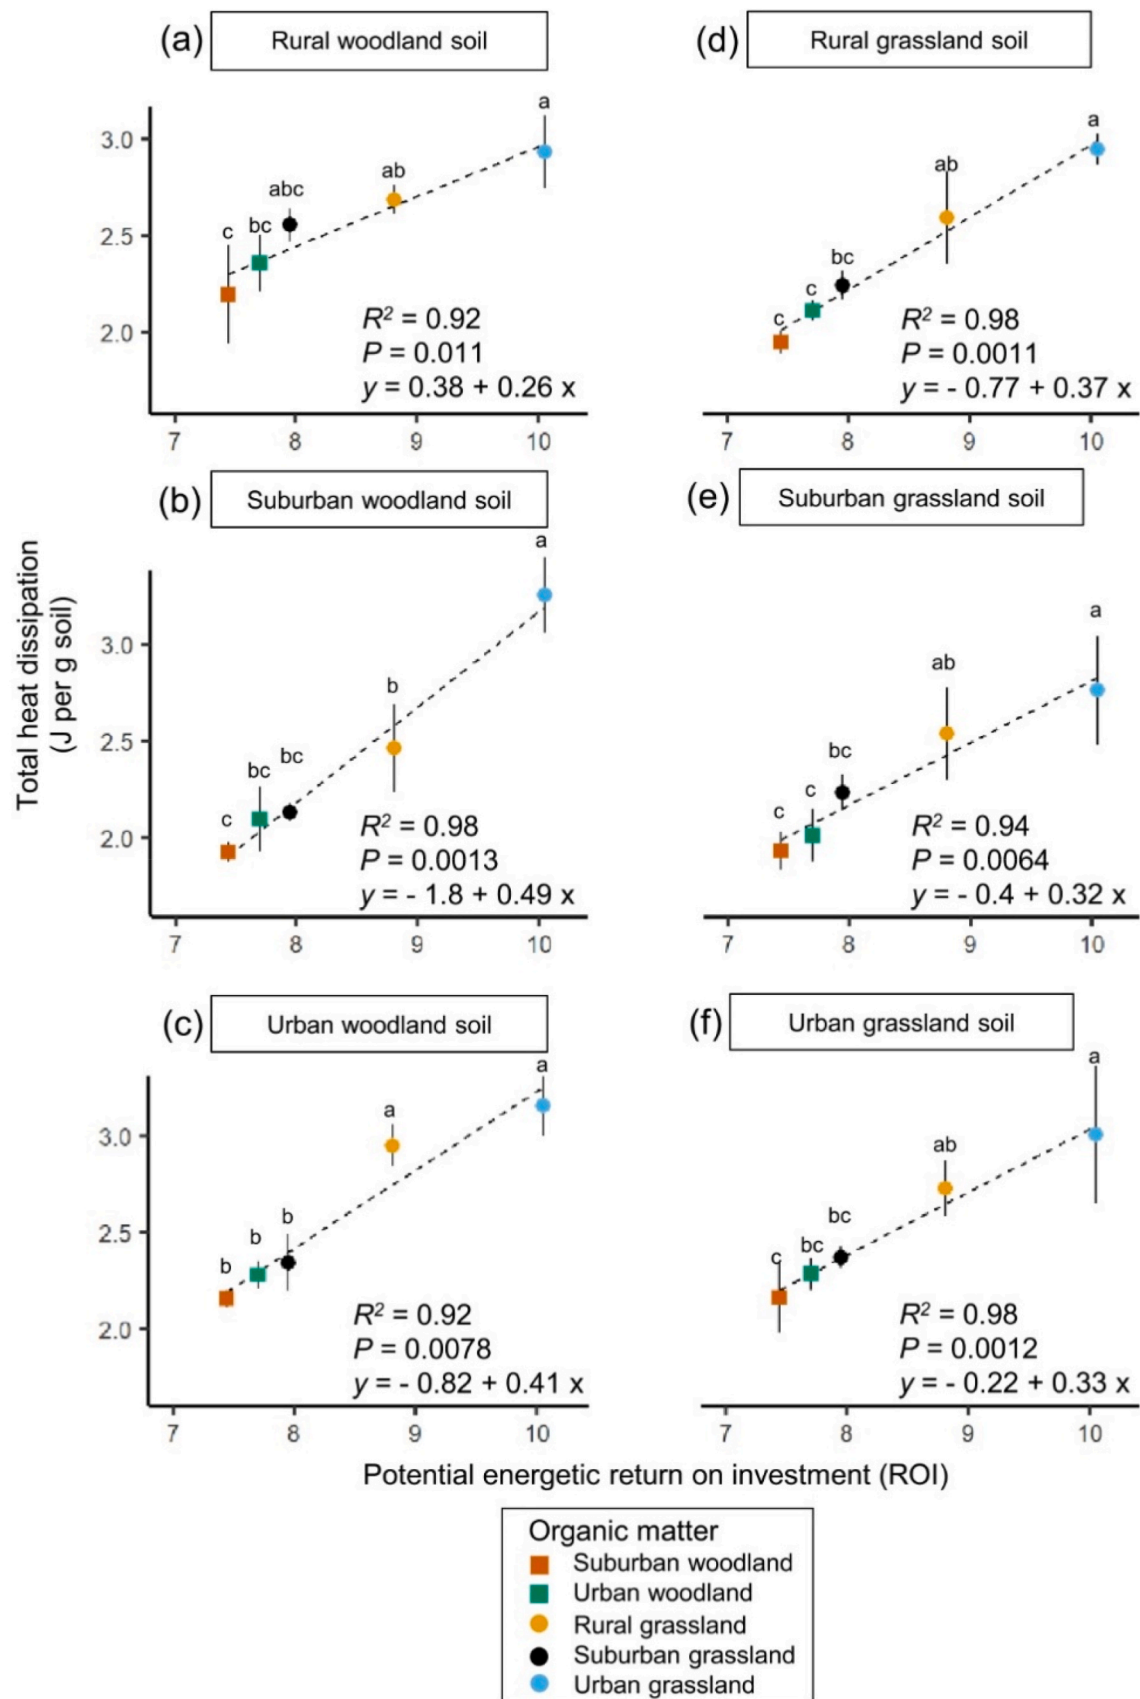 (a) Rural woodland soil
a
ab
abc
bc
c
3.0
2.5
2.0
R² = 0.92
P = 0.011
y = 0.38 + 0.26 x
7 8 9 10
(d) Rural grassland soil
a
ab
bc
c
c
R² = 0.98
P = 0.0011
y = - 0.77 + 0.37 x
7 8 9 10
(b) Suburban woodland soil
a
b
bc
bc
c
3.0
2.5
2.0
R² = 0.98
P = 0.0013
y = - 1.8 + 0.49 x
7 8 9 10
(e) Suburban grassland soil
a
ab
bc
c
c
R² = 0.94
P = 0.0064
y = - 0.4 + 0.32 x
7 8 9 10
Total heat dissipation
(J per g soil)
(c) Urban woodland soil
a
a
b
b
b
3.0
2.5
2.0
R² = 0.92
P = 0.0078
y = - 0.82 + 0.41 x
7 8 9 10
(f) Urban grassland soil
a
ab
bc
bc
c
R² = 0.98
P = 0.0012
y = - 0.22 + 0.33 x
7 8 9 10
Potential energetic return on investment (ROI)
Organic matter
Suburban woodland
Urban woodland
Rural grassland
Suburban grassland
Urban grassland